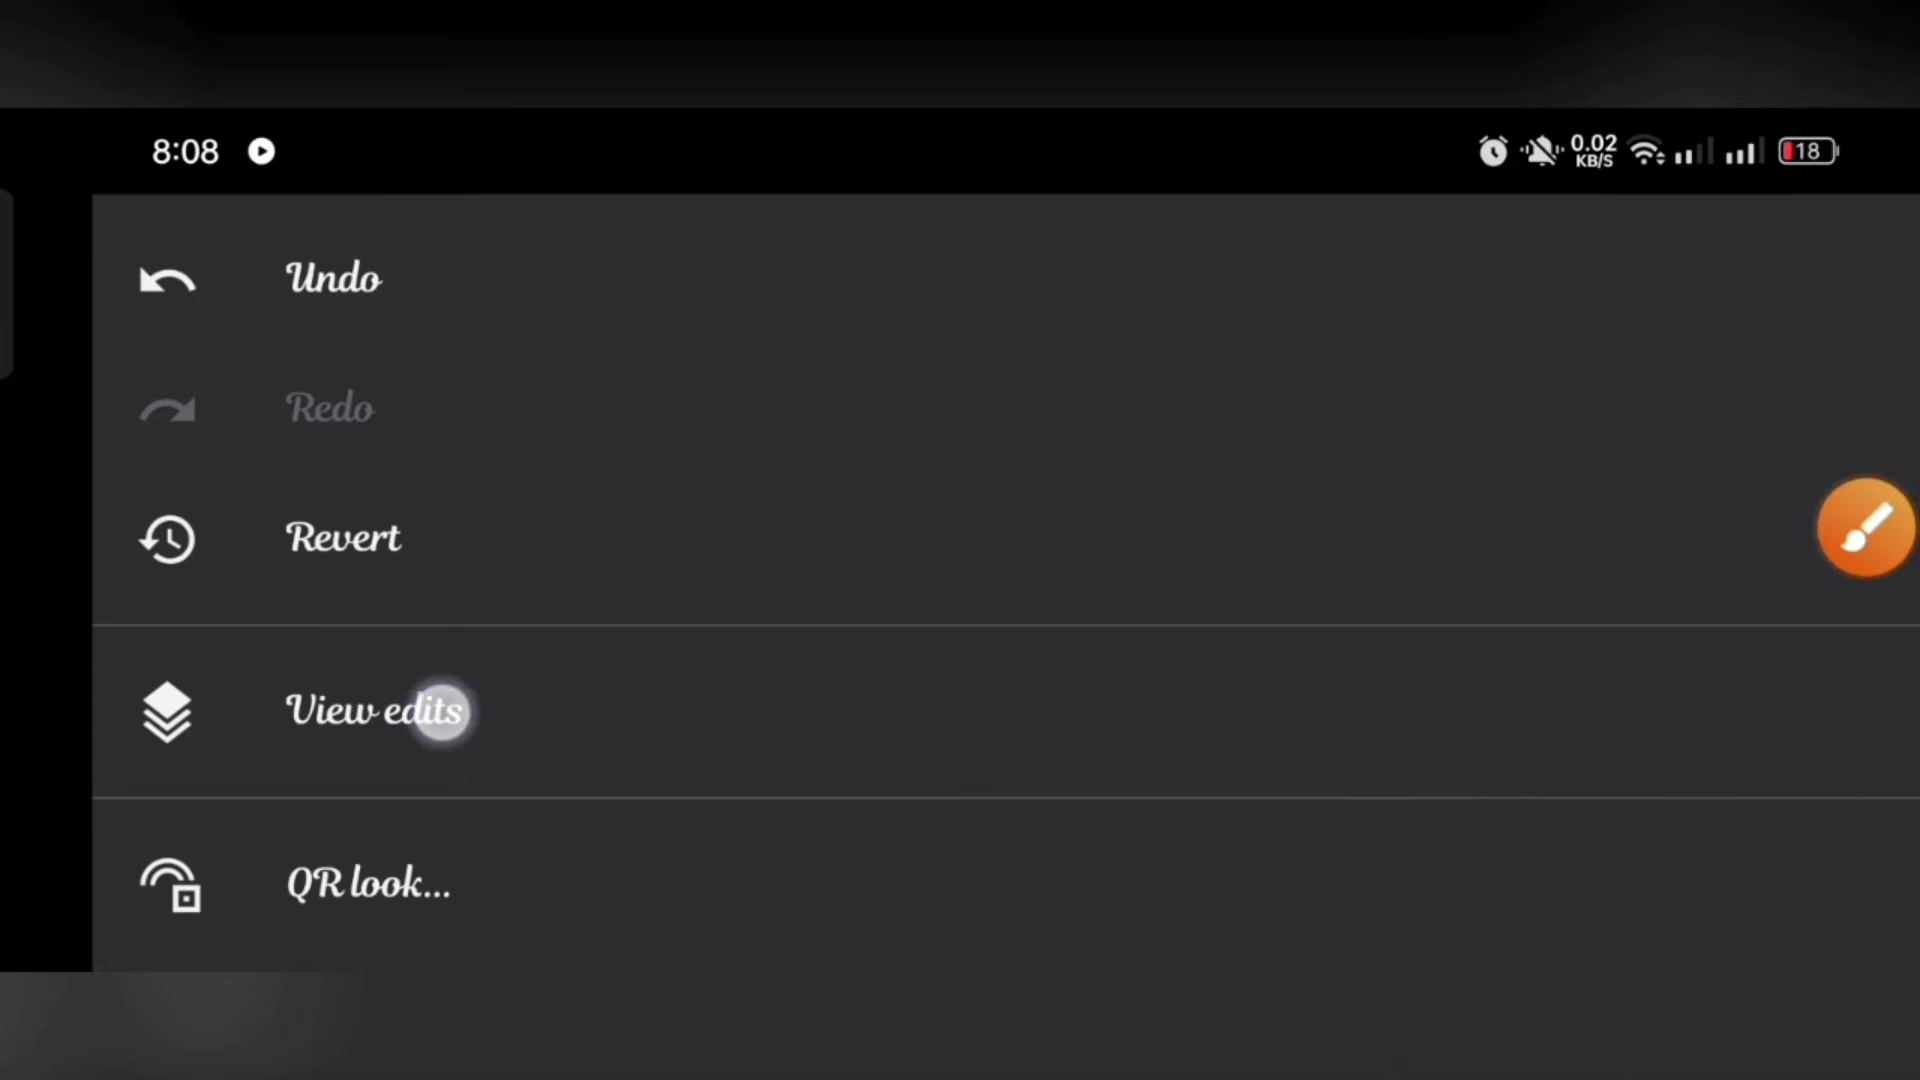 8:08
0.02
KB/S
18
Undo
Redo
Revert
View edits
QR look...